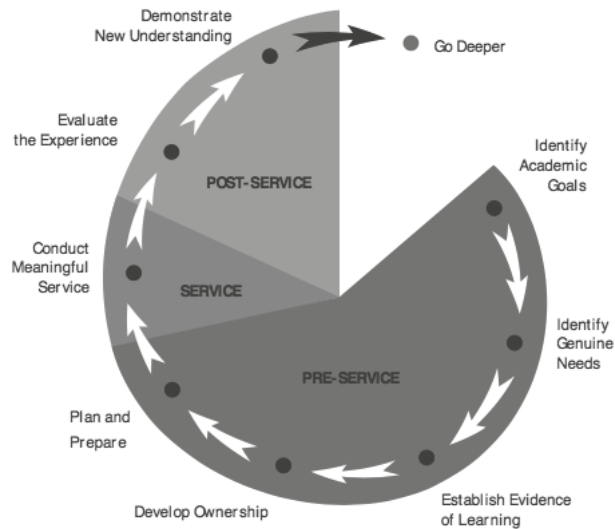 Demonstrate
New Understanding
Go Deeper
Evaluate
the Experience
Identify
Academic
Goals
POST-SERVICE
Conduct
Meaningful
Service
SERVICE
Identify
Genuine
Needs
PRE-SERVICE
Plan and
Prepare
Establish Evidence
of Learning
Develop Ownership